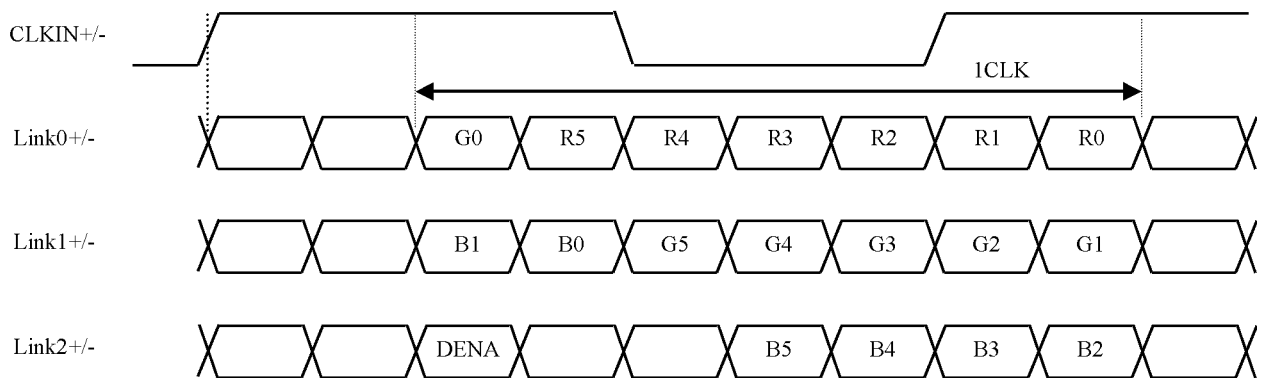 CLKIN+/-
1CLK
Link0+/- G0 R5 R4 R3 R2 R1 R0
Link1+/- B1 B0 G5 G4 G3 G2 G1
Link2+/- DENA B5 B4 B3 B2